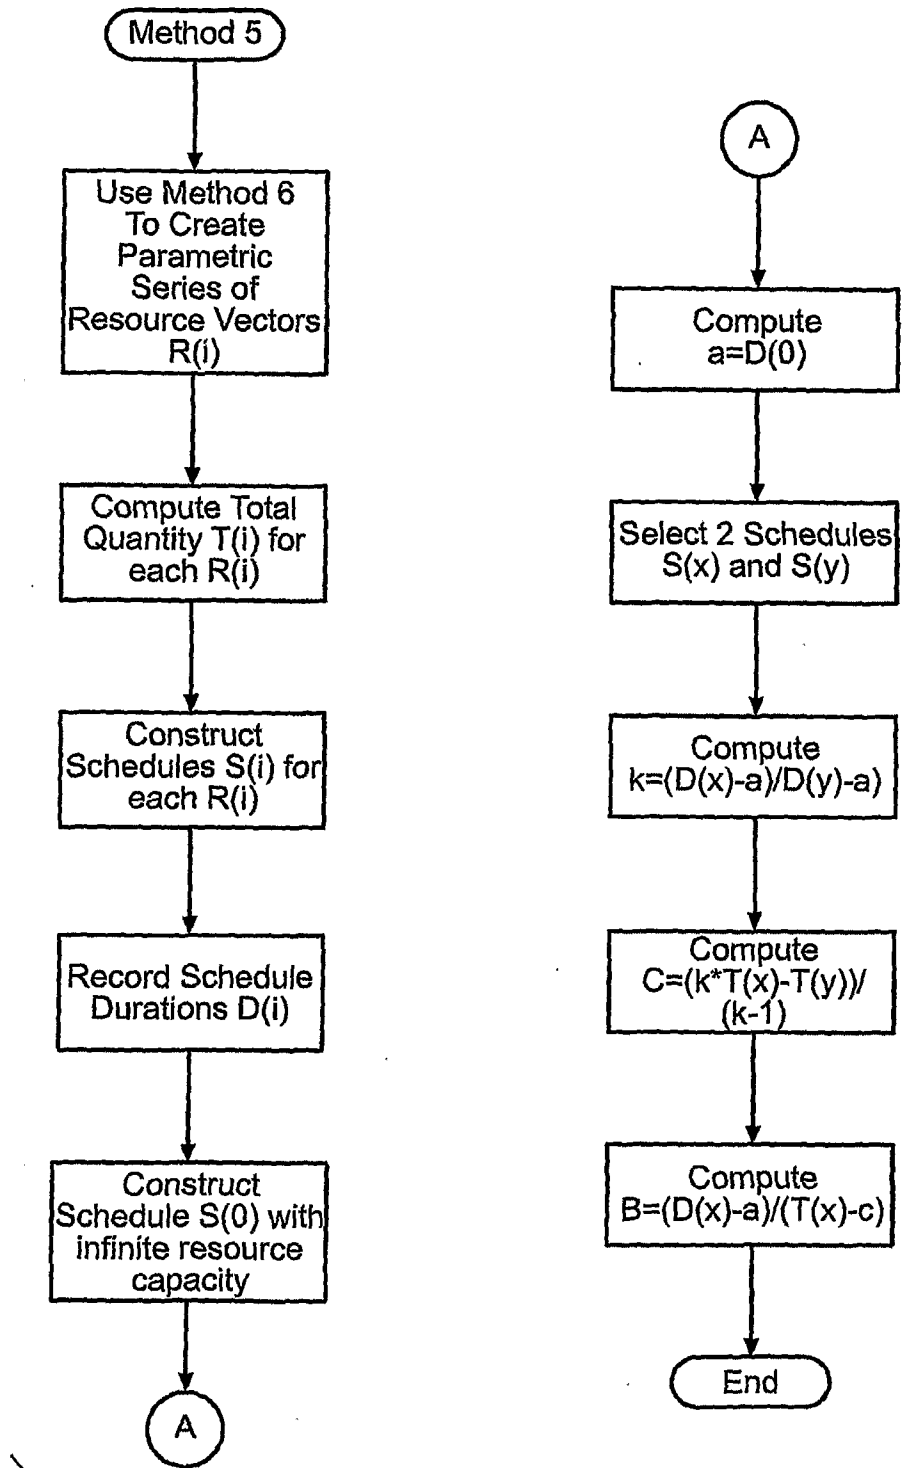 Method 5
Use Method 6
To Create
Parametric
Series of
Resource Vectors
R(i)
Compute Total
Quantity T(i) for
each R(i)
Construct
Schedules S(i) for
each R(i)
Record Schedule
Durations D(i)
Construct
Schedule S(0) with
infinite resource
capacity
A
A
Compute
a=D(0)
Select 2 Schedules
S(x) and S(y)
Compute
k=(D(x)-a)/D(y)-a)
Compute
C=(k*T(x)-T(y))/
(k-1)
Compute
B=(D(x)-a)/(T(x)-c)
End